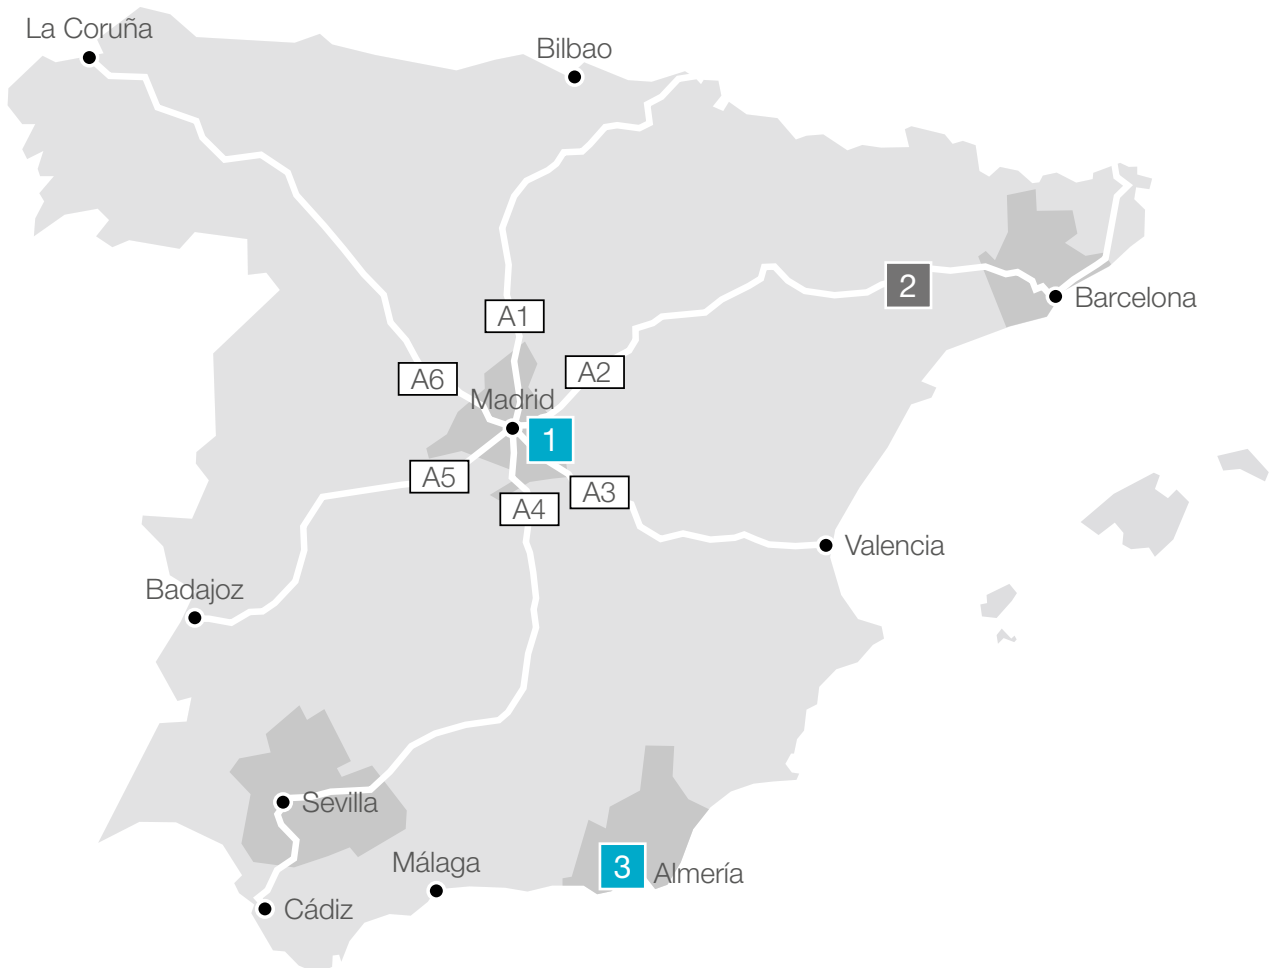 La Coruña
Bilbao
2
Barcelona
A1
A2
A6
Madrid
1
A5
A3
A4
Valencia
Badajoz
Sevilla
Málaga
3
Almería
Cádiz